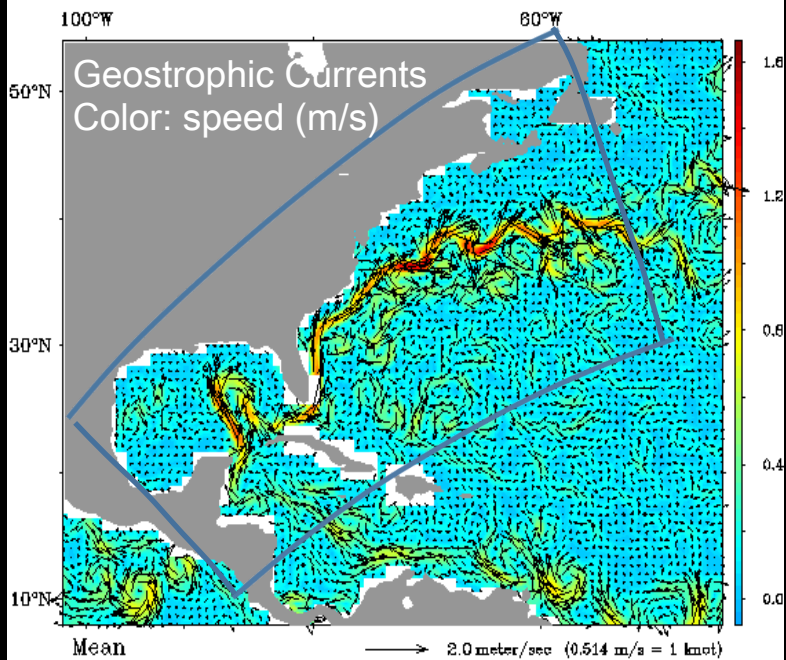 100°W 60°W
Geostrophic Currents
Color: speed (m/s)
50°N
30°N
10°N
1.6
1.2
0.8
0.4
0.0
Mean 2.0 meter/sec (0.514 m/s = 1 knot)